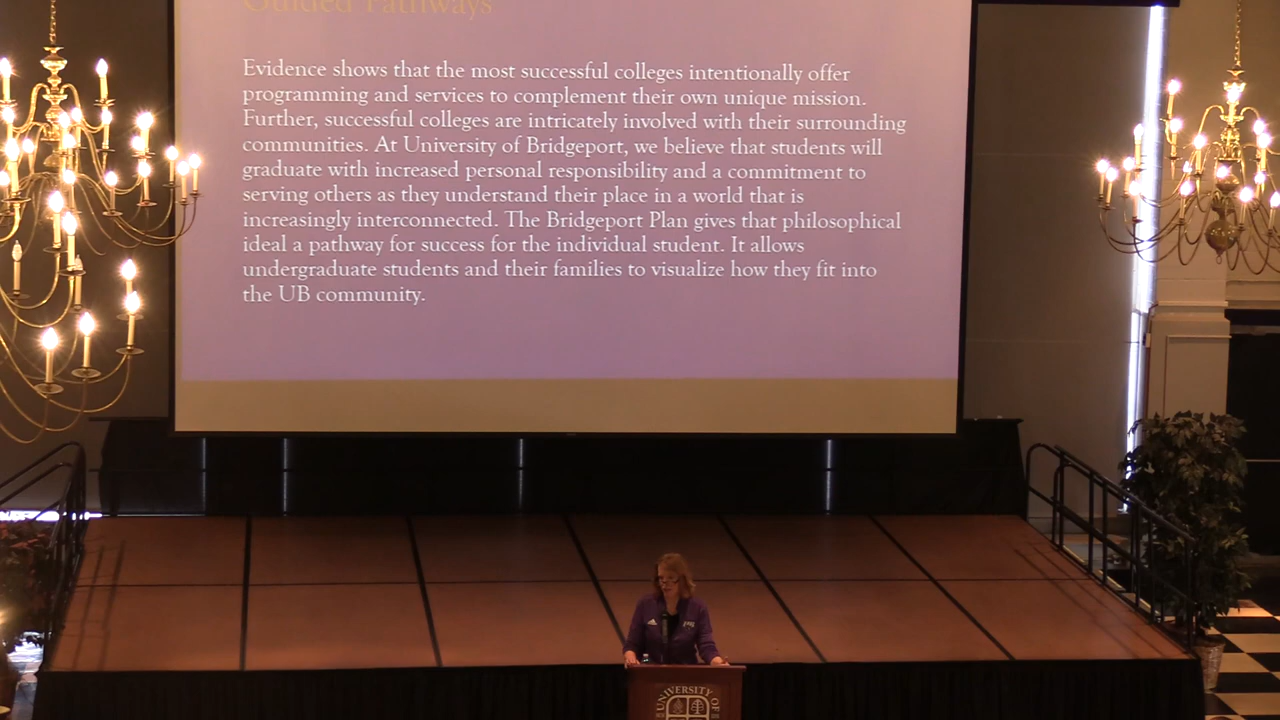 Guided Pathways
Evidence shows that the most successful colleges intentionally offer
programming and services to complement their own unique mission.
Further, successful colleges are intricately involved with their surrounding
communities. At University of Bridgeport, we believe that students will
graduate with increased personal responsibility and a commitment to
serving others as they understand their place in a world that is
increasingly interconnected. The Bridgeport Plan gives that philosophical
ideal a pathway for success for the individual student. It allows
undergraduate students and their families to visualize how they fit into
the UB community.
UNIVERSITY OF